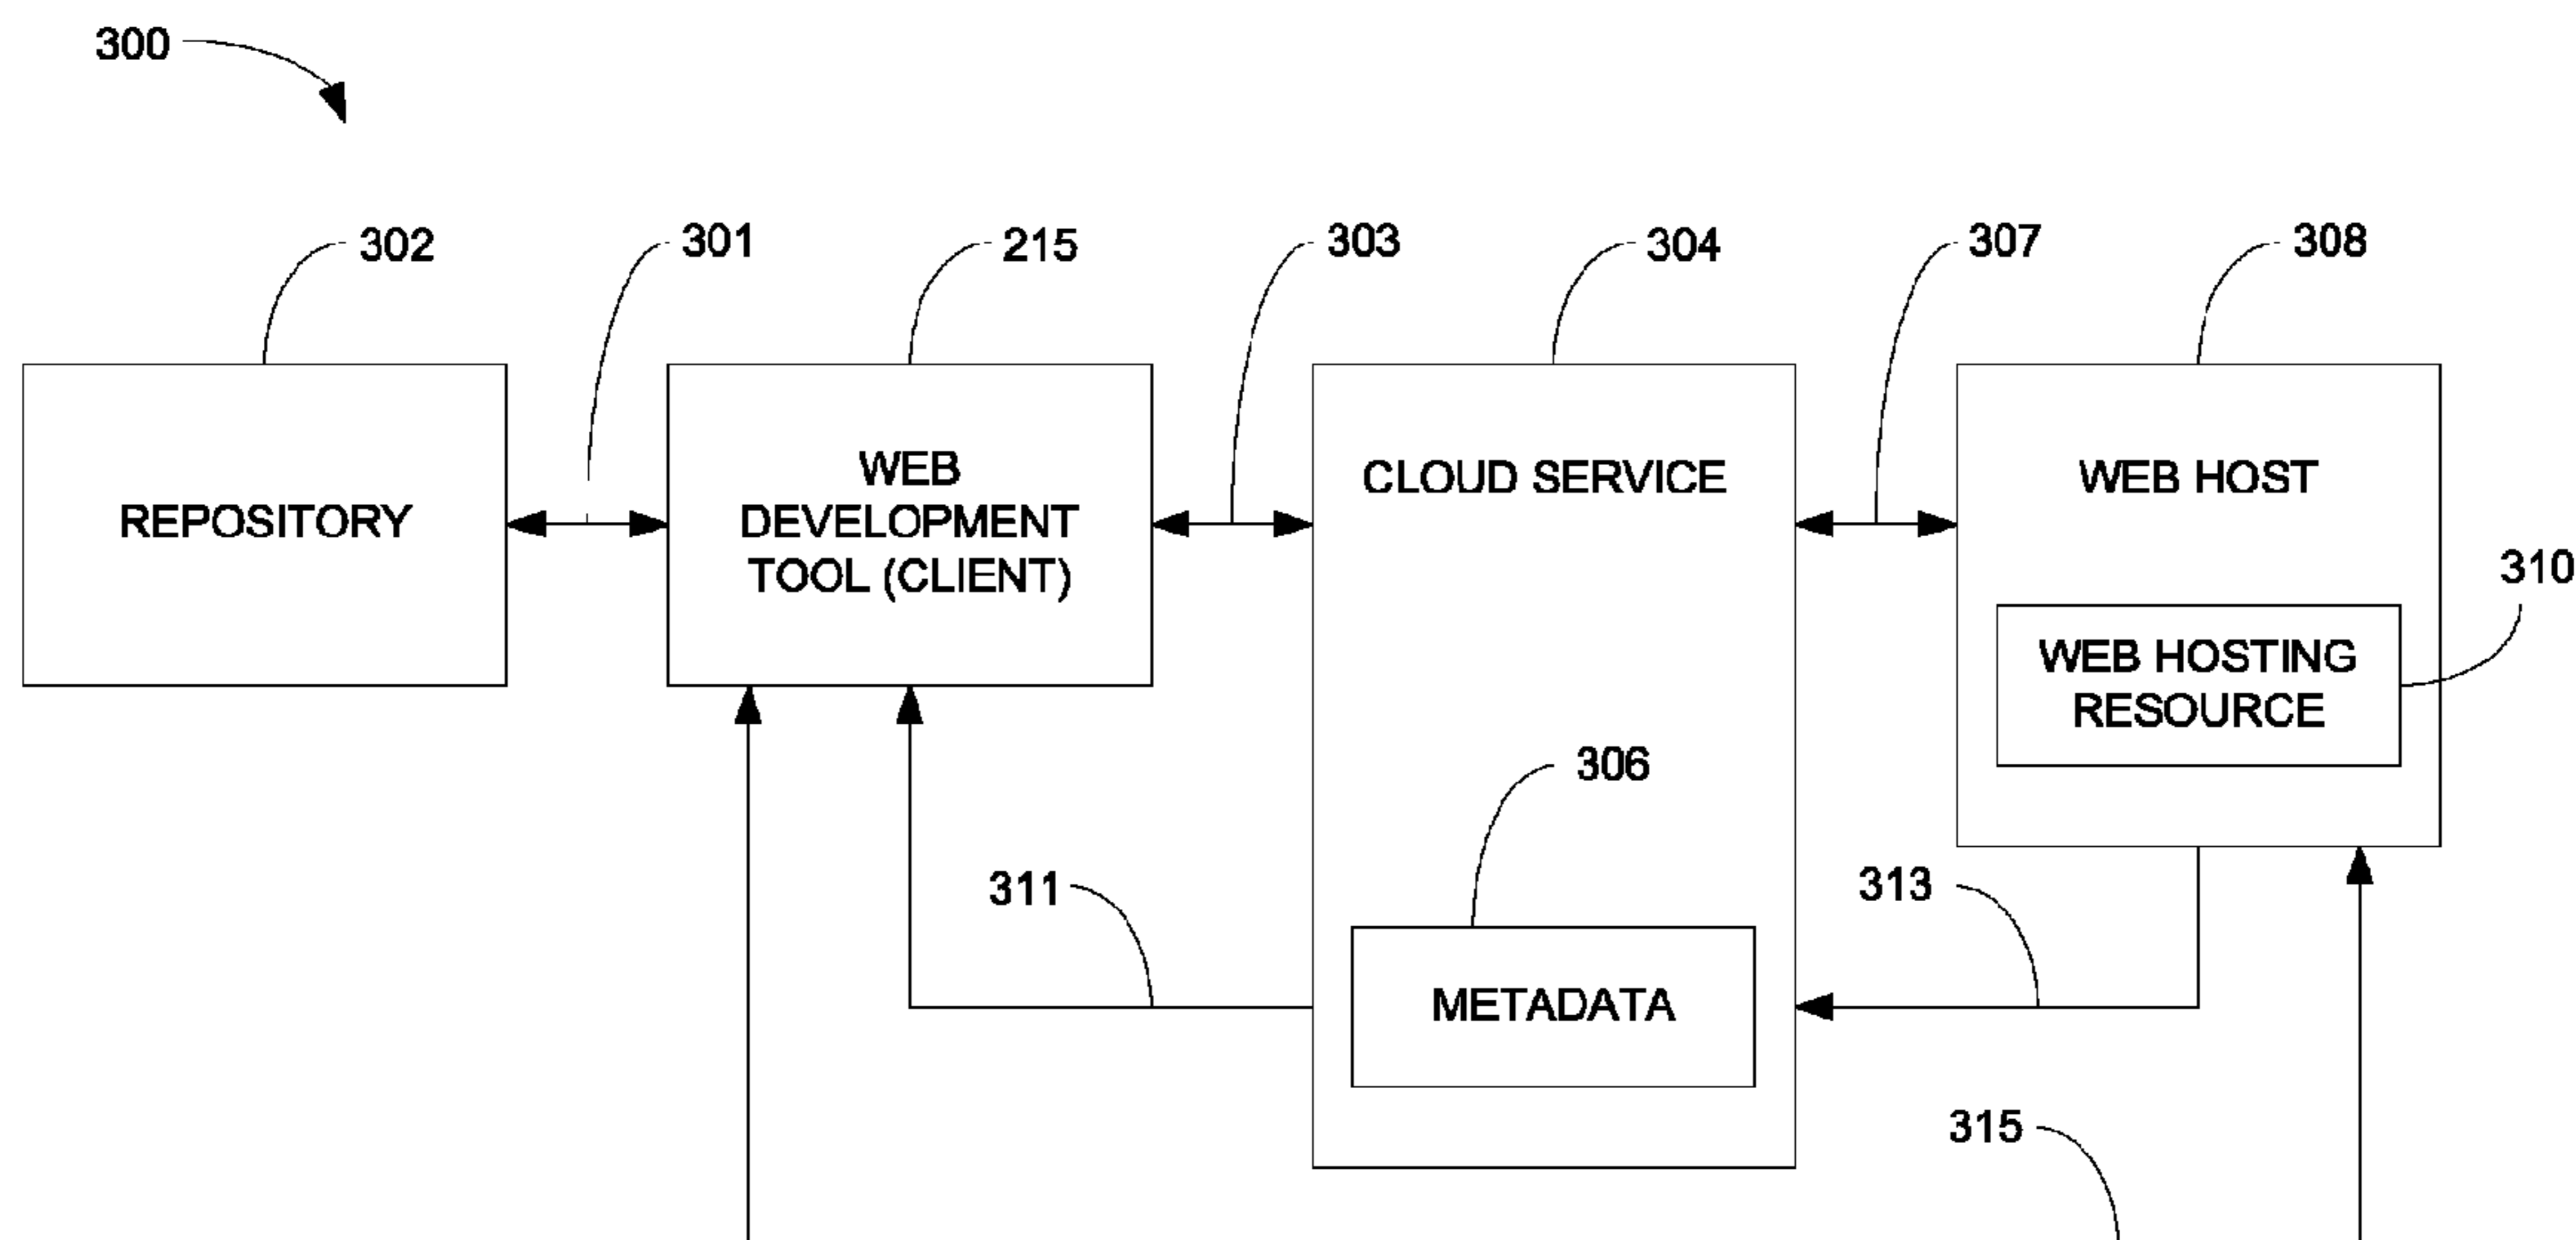 300
302
301
215
303
304
307
308
REPOSITORY
WEB
DEVELOPMENT
TOOL (CLIENT)
CLOUD SERVICE
WEB HOST
310
WEB HOSTING
RESOURCE
306
METADATA
311
313
315